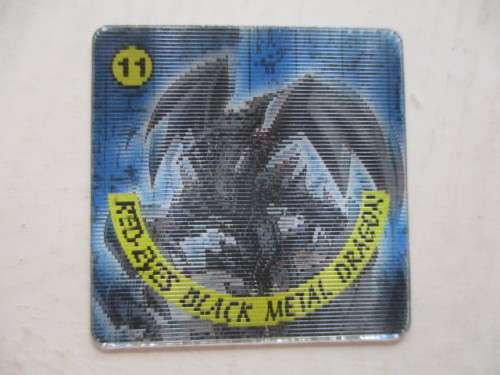 11
RED-EYES BLACK METAL DRAGON